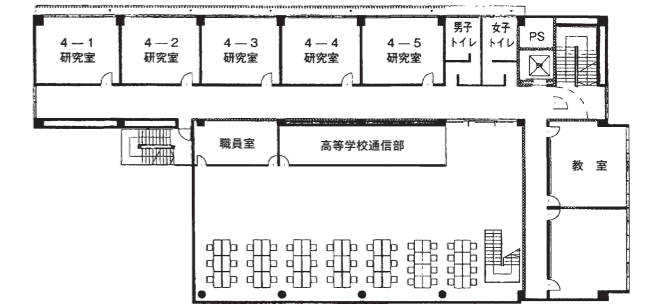 4―1
研究室
4―2
研究室
4―3
研究室
4―4
研究室
4―5
研究室
男子
トイレ
女子
トイレ
PS
職員室
高等学校通信部
教 室